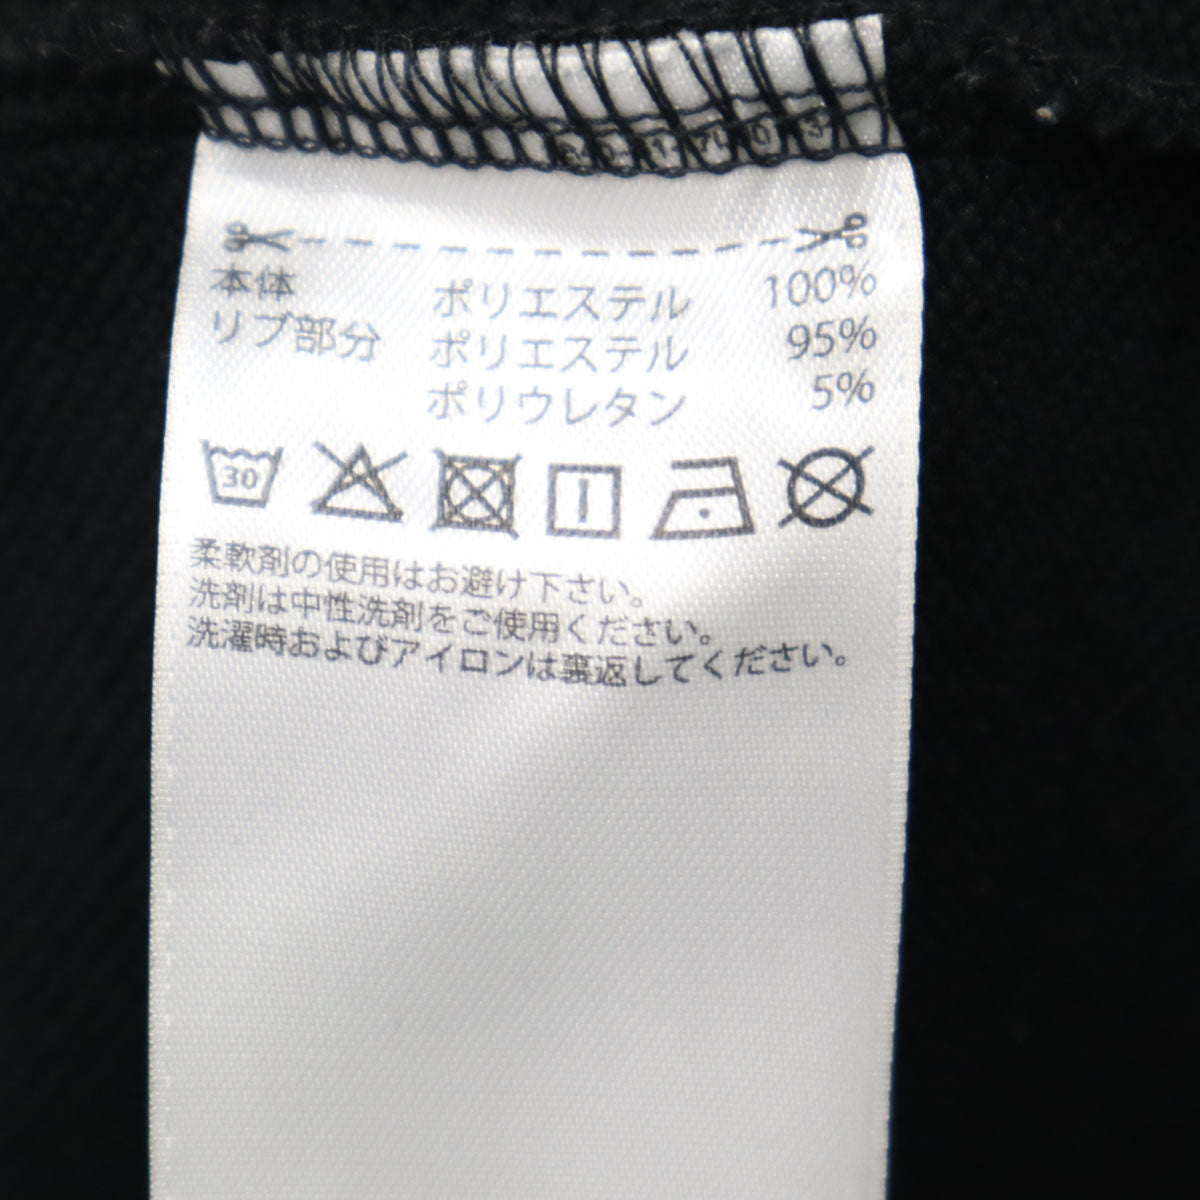 本体 ポリエステル 100%
リブ部分 ポリエステル 95%
ポリウレタン 5%
30
柔軟剤の使用はお避け下さい。
洗剤は中性洗剤をご使用ください。
洗濯時およびアイロンは裏返してください。